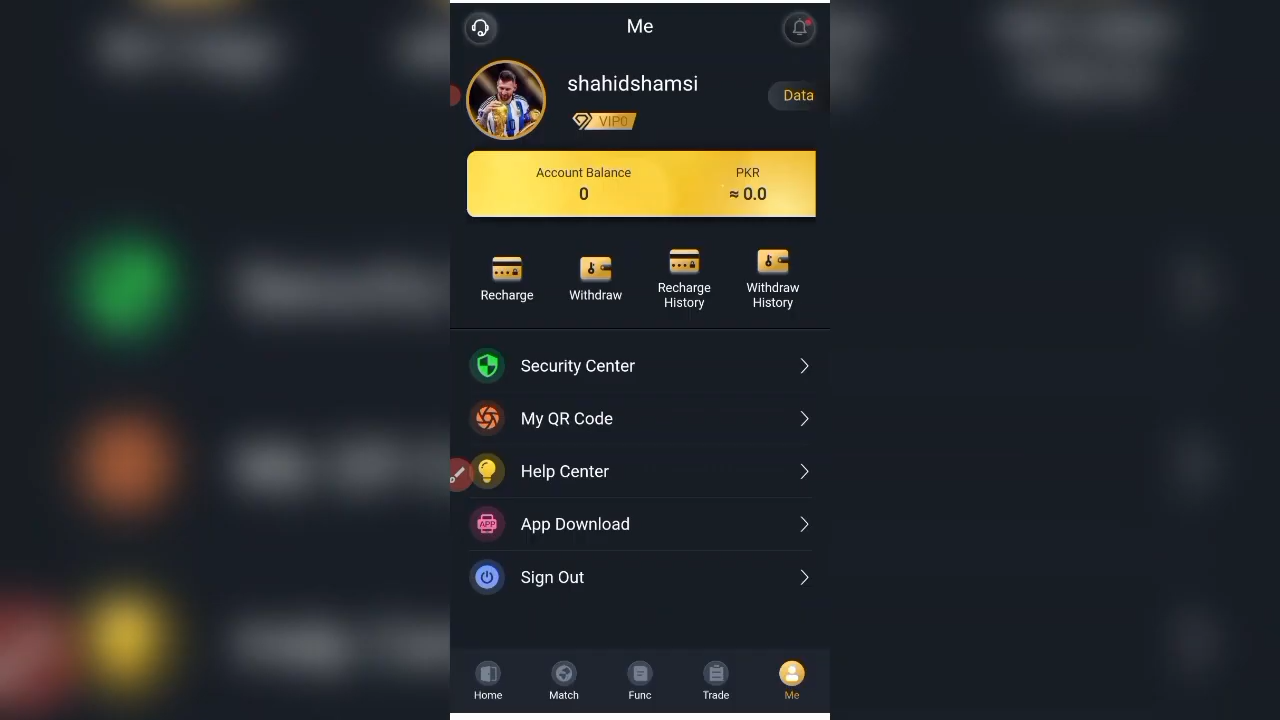 Me
shahidshamsi
Data
VIP0
Account Balance
PKR
0
≈ 0.0
Recharge
Withdraw
Recharge
History
Withdraw
History
Security Center
My QR Code
Help Center
APP
App Download
Sign Out
Home
Match
Func
Trade
Me